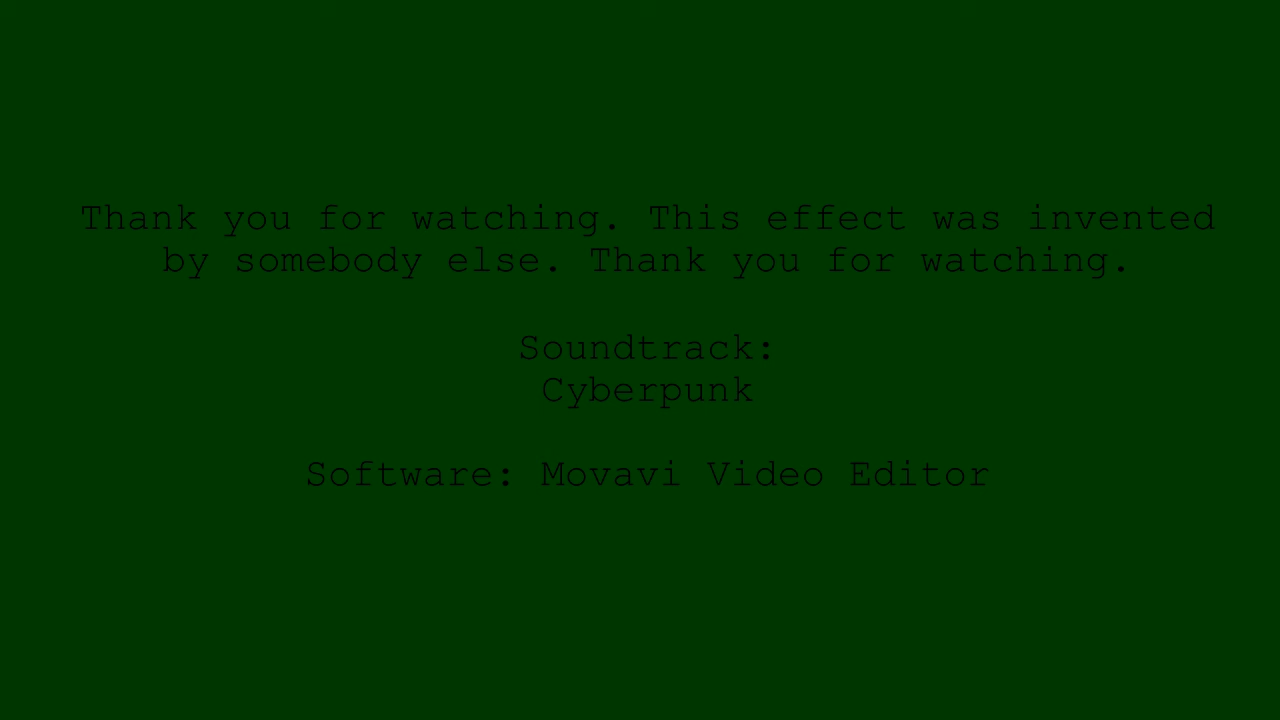 Thank you for watching. This effect was invented
by somebody else. Thank you for watching.
Soundtrack:
Cyberpunk
Software: Movavi Video Editor